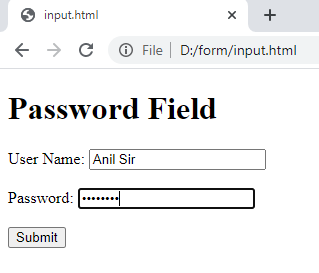 input.html
File | D:/form/input.html
Password Field
User Name: Anil Sir
Password: ••••••••
Submit